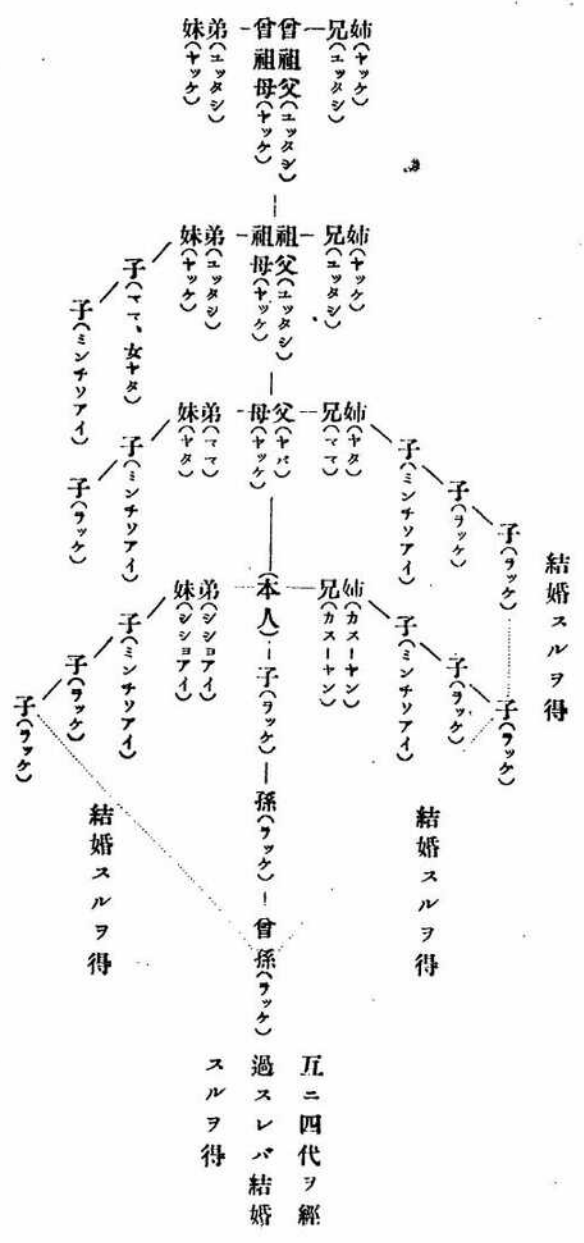 姉(ヤッケ)
兄(ユッタシ)
曾祖父(ユッタシ)
曾祖母(ヤッケ)
弟(ユッタシ)
妹(ヤッケ)
姉(ヤッケ)
兄(ユッタシ)
祖父(ユッタシ)
祖母(ヤッケ)
弟(ユッタシ)
妹(ヤッケ)
子(ママ、女ヤタ)
子(ミンチソアイ)
姉(ヤタ)
兄(ママ)
父(ヤバ)
母(ヤッケ)
弟(ママ)
妹(ヤタ)
子(ミンチソアイ)
子(ラッケ)
子(ラッケ)
子(ミンチソアイ)
子(ラッケ)
結婚スルヲ得
姉(カスーヤン)
兄(カスーヤン)
(本人)
弟(シショアイ)
妹(シショアイ)
子(ミンチソアイ)
子(ラッケ)
子(ラッケ)
子(ミンチソアイ)
子(ラッケ)
子(ラッケ)
子(ラッケ)
孫(ラッケ)
曾孫(ラッケ)
結婚スルヲ得
結婚スルヲ得
互ニ四代ヲ經
過スレバ結婚
スルヲ得